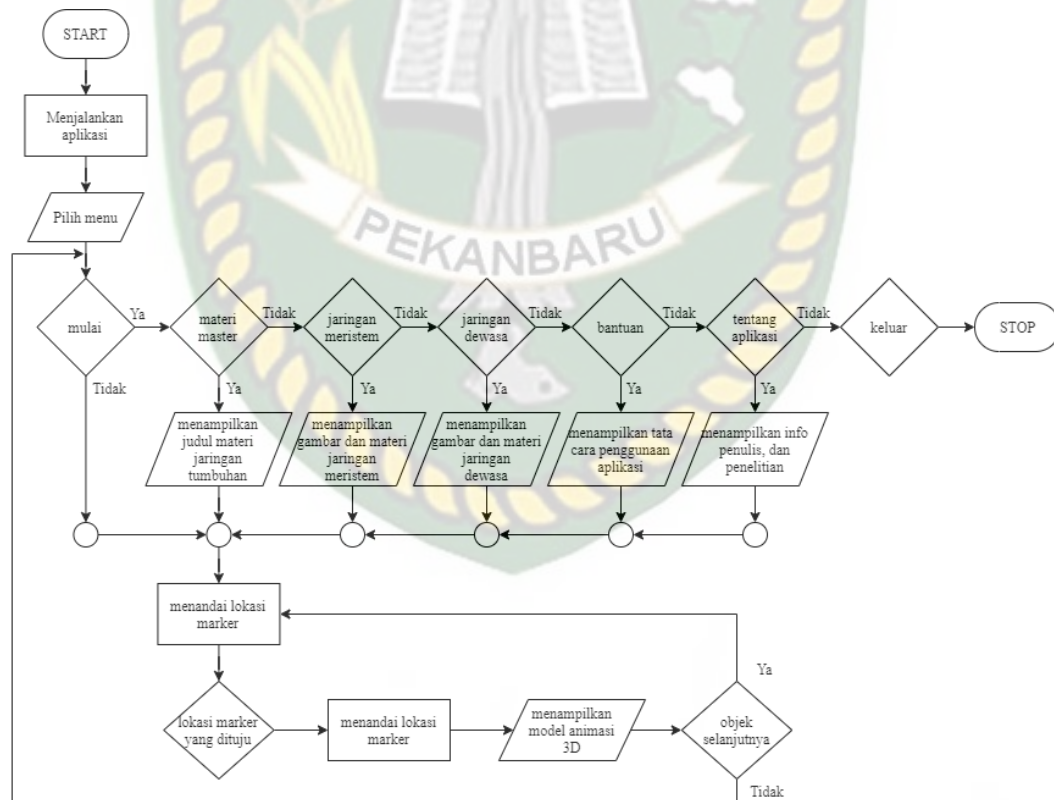 START
Menjalankan
aplikasi
Pilih menu
PEKANBARU
mulai
Ya
materi
master
Tidak
jaringan
meristem
Tidak
jaringan
dewasa
Tidak
bantuan
Tidak
tentang
aplikasi
Tidak
keluar
STOP
Tidak
Ya
Ya
Ya
Ya
Ya
menampilkan
judul materi
jaringan
tumbuhan
menampilkan
gambar dan materi
jaringan
meristem
menampilkan
gambar dan materi
jaringan
dewasa
menampilkan tata
cara penggunaan
aplikasi
menampilkan info
penulis, dan
penelitian
menandai lokasi
marker
Ya
lokasi marker
yang dituju
menandai lokasi
marker
menampilkan
model animasi
3D
objek
selanjutnya
Tidak